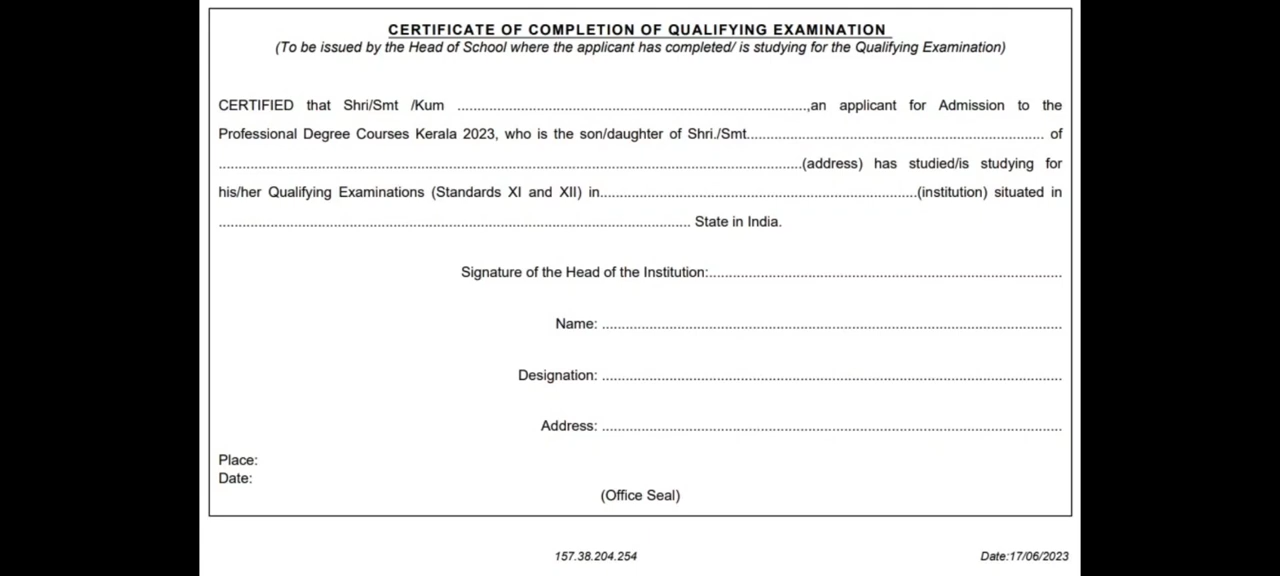 CERTIFICATE OF COMPLETION OF QUALIFYING EXAMINATION
(To be issued by the Head of School where the applicant has completed/ is studying for the Qualifying Examination)
CERTIFIED that Shri/Smt /Kum ......................................................................................,an applicant for Admission to the
Professional Degree Courses Kerala 2023, who is the son/daughter of Shri./Smt........................................................................ of
...............................................................................................................................................(address) has studied/is studying for
his/her Qualifying Examinations (Standards XI and XII) in..............................................................................(institution) situated in
.................................................................................................................... State in India.
Signature of the Head of the Institution:.......................................................................................
Name: .................................................................................................................
Designation: .................................................................................................................
Address: .................................................................................................................
Place:
Date:
(Office Seal)
157.38.204.254 Date:17/06/2023